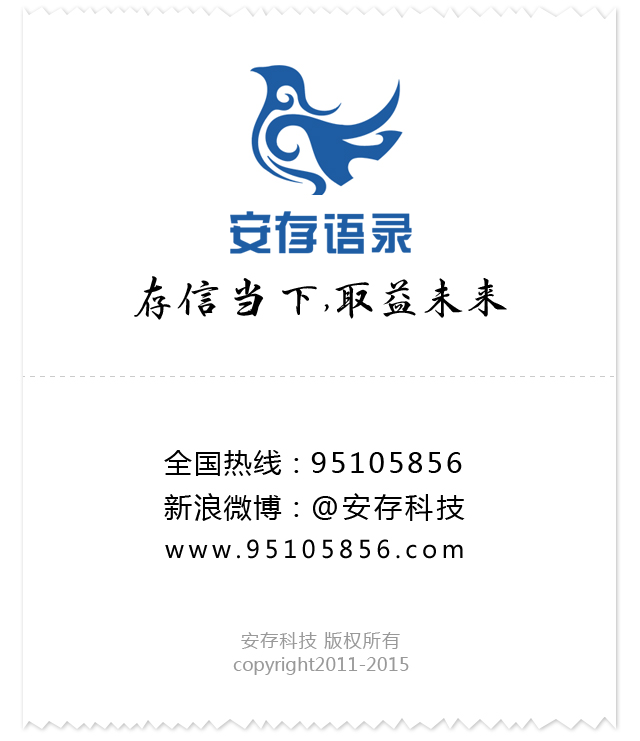 安存语录
存信当下,取益未来
全国热线：95105856
新浪微博：@安存科技
www.95105856.com
安存科技 版权所有
copyright2011-2015